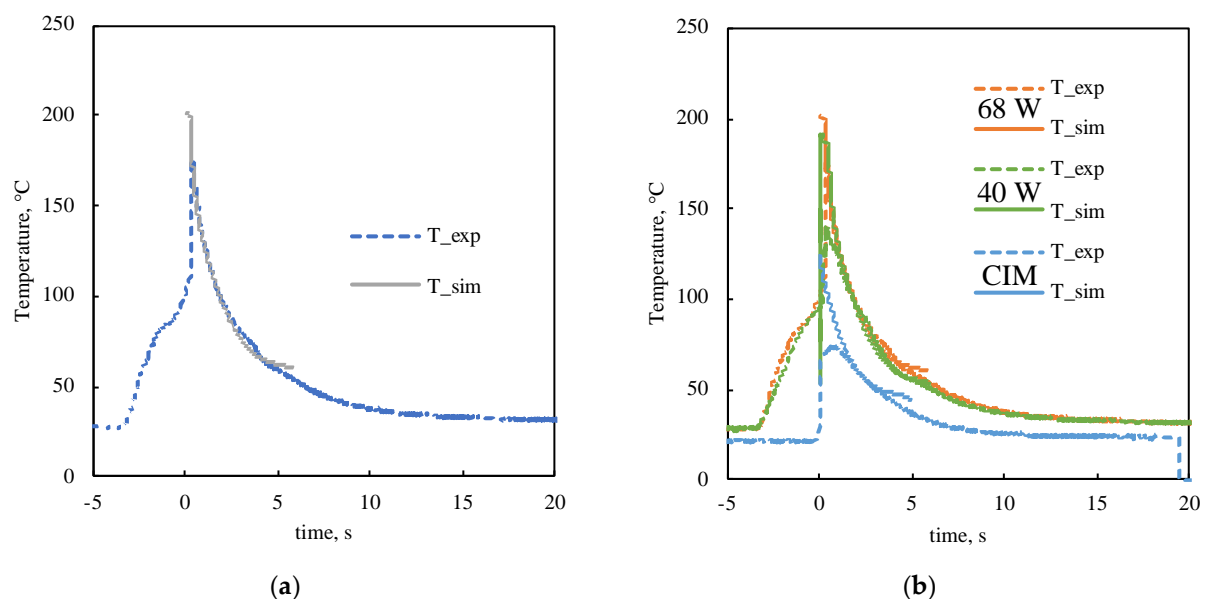 250
200
150
100
50
0
Temperature, °C
-5 0 5 10 15 20
time, s
T_exp
T_sim
(a)
250
200
150
100
50
0
Temperature, °C
-5 0 5 10 15 20
time, s
T_exp
68 W
T_sim
T_exp
40 W
T_sim
T_exp
CIM
T_sim
(b)